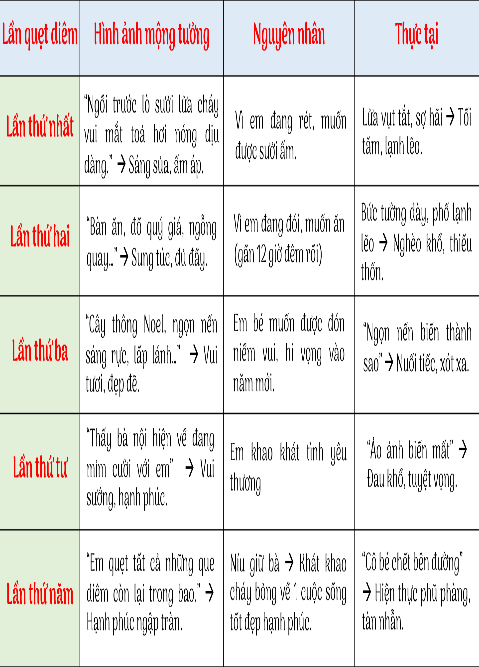 Lần quẹt diêm
Hình ảnh mộng tưởng
Nguyên nhân
Thực tại
Lần thứ nhất
“Ngồi trước lò sưởi lửa cháy
vui mắt toả hơi nóng dịu
dàng.” → Sáng sủa, ấm áp.
Vì em đang rét, muốn
được sưởi ấm.
Lửa vụt tắt, sợ hãi → Tối
tăm, lạnh lẽo.
Lần thứ hai
“Bàn ăn, đồ quý giá, ngỗng
quay...” → Sung túc, đủ đầy.
Vì em đang đói, muốn ăn
(gần 12 giờ đêm rồi)
Bức tường dày, phố lạnh
lẽo → Nghèo khổ, thiếu
thốn.
Lần thứ ba
“Cây thông Noel, ngọn nến
sáng rực, lấp lánh...” → Vui
tươi, đẹp đẽ.
Em bé muốn được đón
niềm vui, hi vọng vào
năm mới.
“Ngọn nến biến thành
sao” → Nuối tiếc, xót xa.
Lần thứ tư
“Thấy bà nội hiện về đang
mỉm cười với em” → Vui
sướng, hạnh phúc.
Em khao khát tình yêu
thương
“Ảo ảnh biến mất” →
Đau khổ, tuyệt vọng.
Lần thứ năm
“Em quẹt tất cả những que
diêm còn lại trong bao.” →
Hạnh phúc ngập tràn.
Níu giữ bà → Khát khao
cháy bỏng về 1 cuộc sống
tốt đẹp hạnh phúc.
“Cô bé chết bên đường”
→ Hiện thực phũ phàng,
tàn nhẫn.